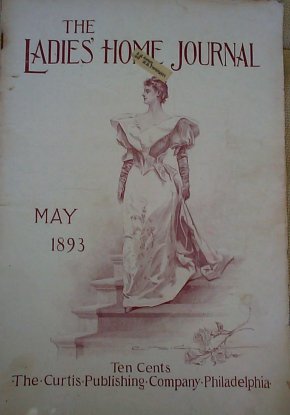 THE
LADIES' HOME JOURNAL
MAY
1893
TEN CENTS
·THE·CURTIS·PUBLISHING·COMPANY·PHILADELPHIA·